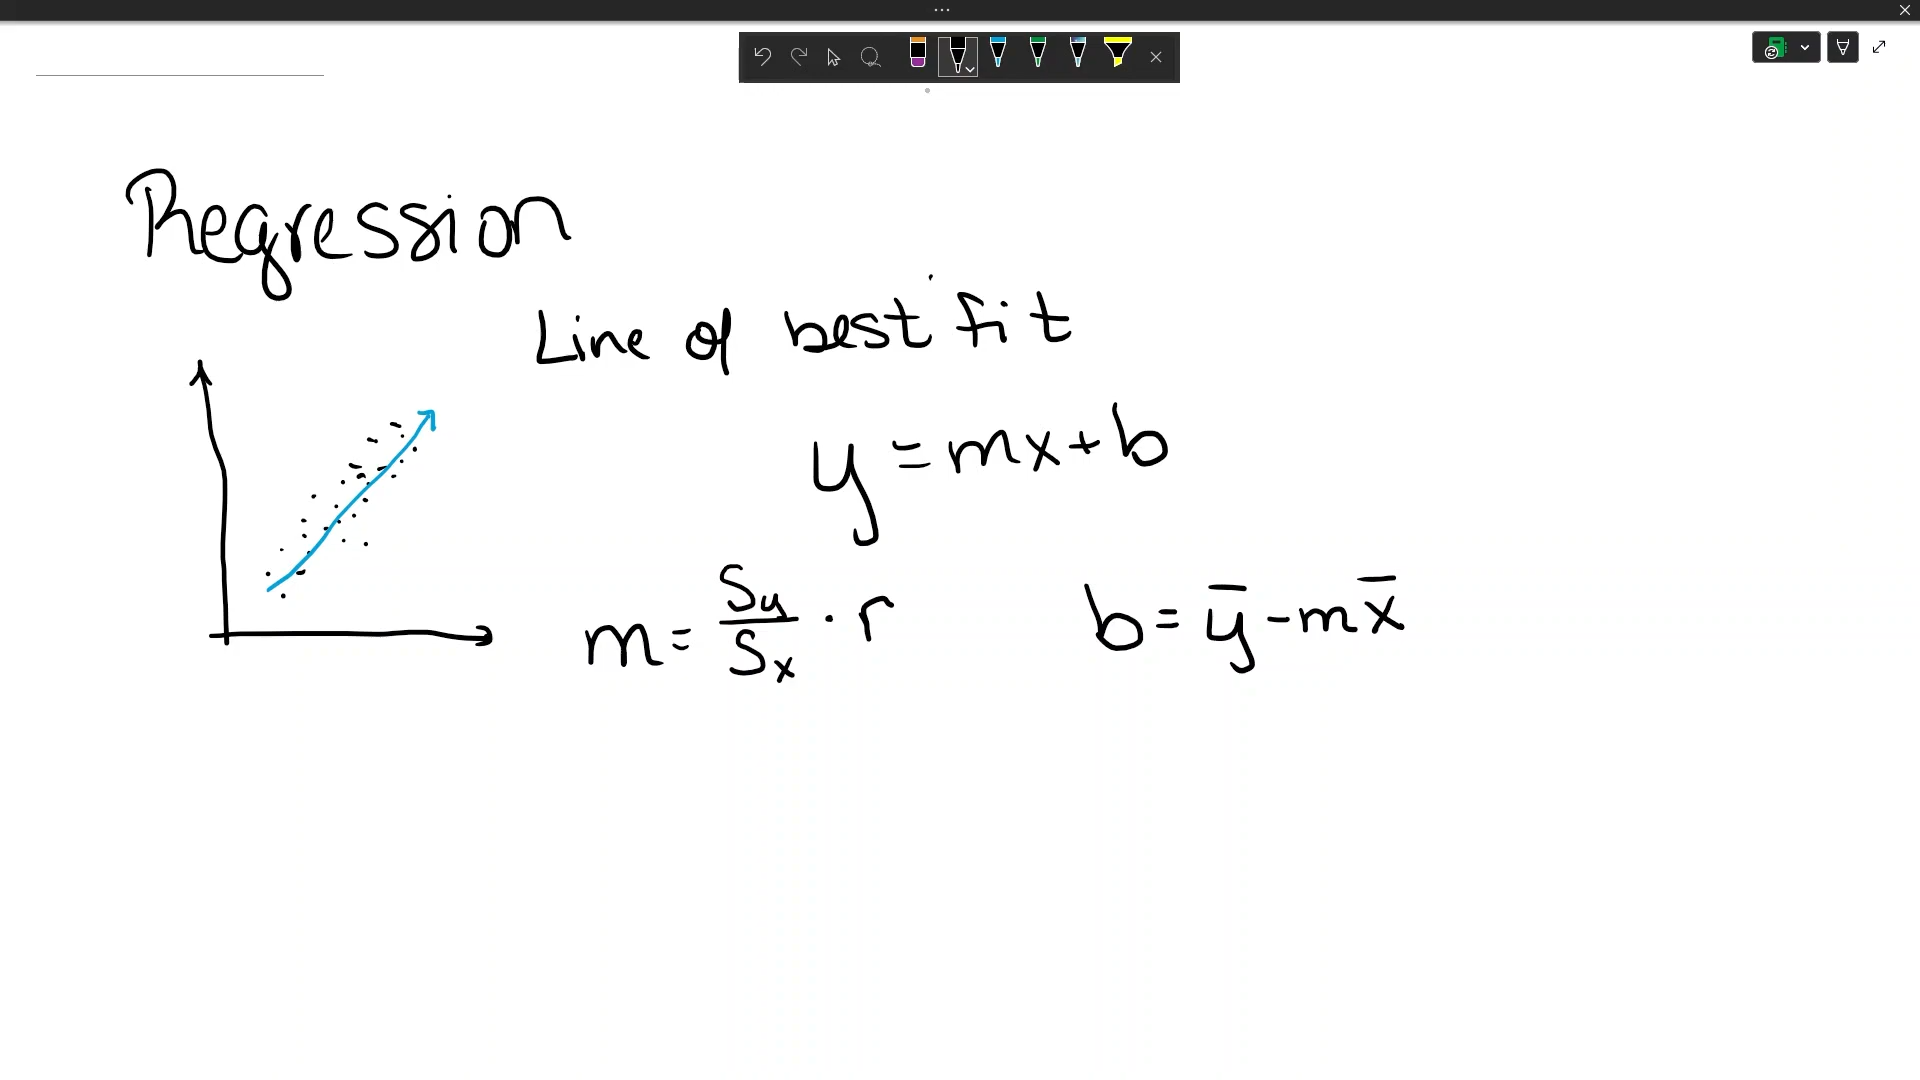 Regression
Line of best fit
y = mx + b
m = Sy/Sx · r
b = ȳ - mx̄